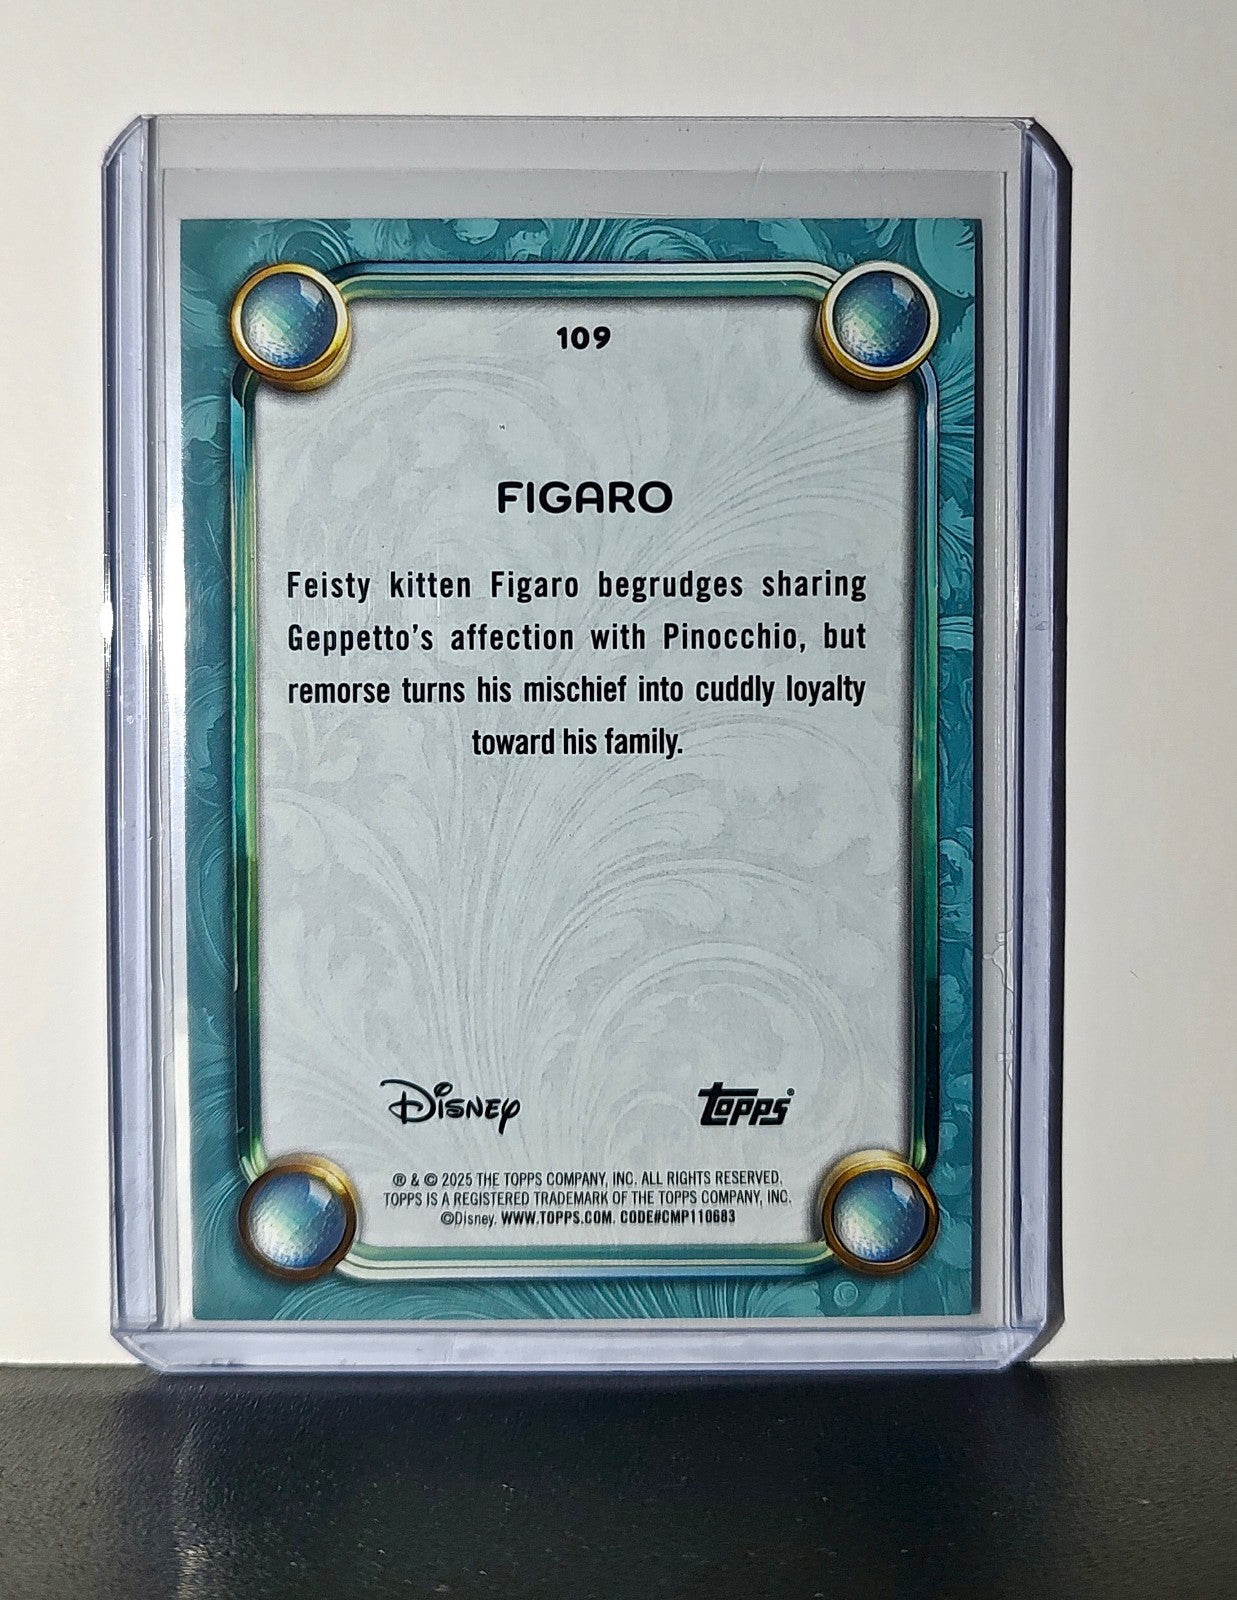 109
FIGARO
Feisty kitten Figaro begrudges sharing
Geppetto's affection with Pinocchio, but
remorse turns his mischief into cuddly loyalty
toward his family.
Disney topps®
® & © 2025 THE TOPPS COMPANY, INC. ALL RIGHTS RESERVED.
TOPPS IS A REGISTERED TRADEMARK OF THE TOPPS COMPANY, INC.
©Disney. WWW.TOPPS.COM. CODE#CMP110683